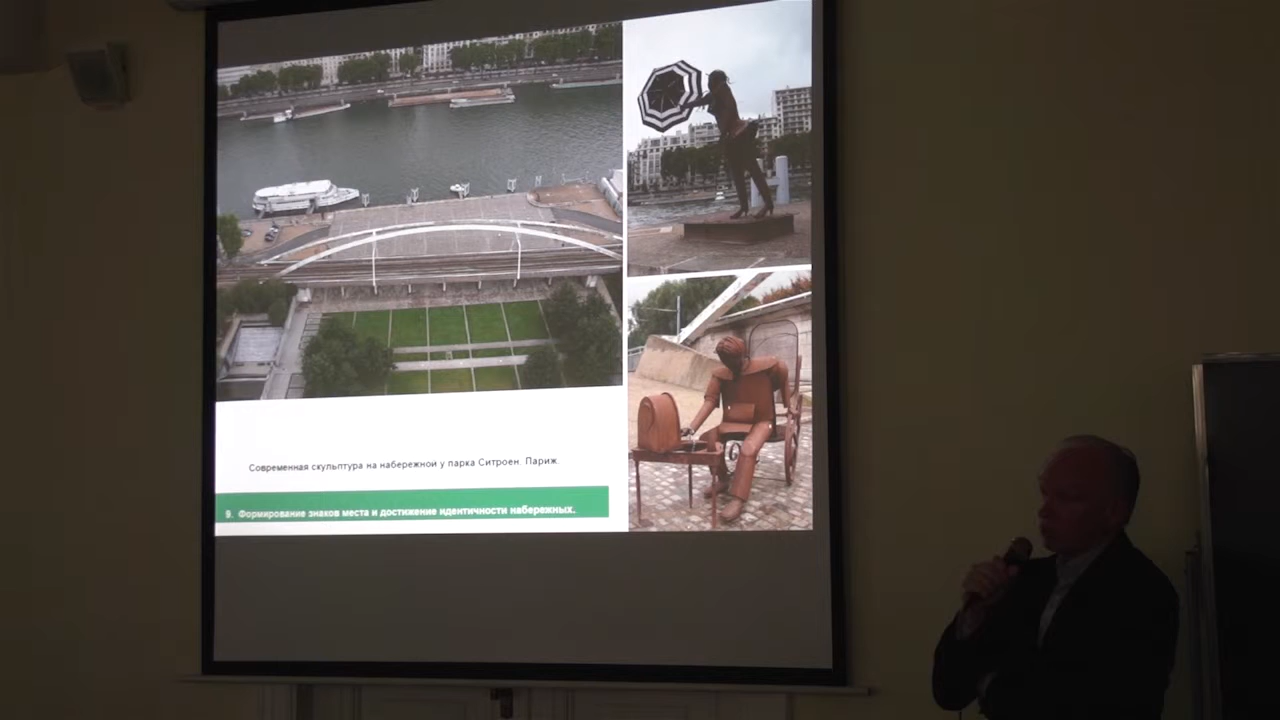 Современная скульптура на набережной у парка Ситроен. Париж.
9. Формирование знаков места и достижение идентичности набережных.